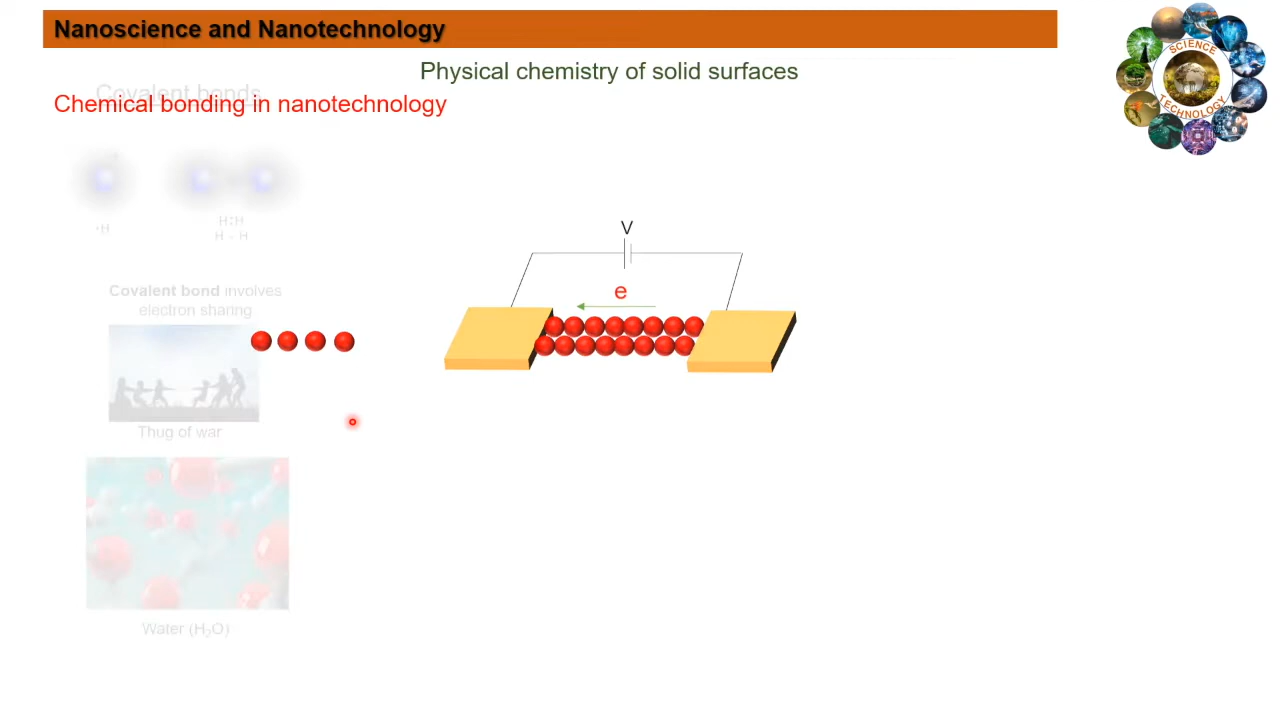 Nanoscience and Nanotechnology
Physical chemistry of solid surfaces
Covalent bonds
Chemical bonding in nanotechnology
SCIENCE
TECHNOLOGY
·H
H:H
H - H
V
e
Covalent bond involves
electron sharing
Thug of war
Water (H₂O)